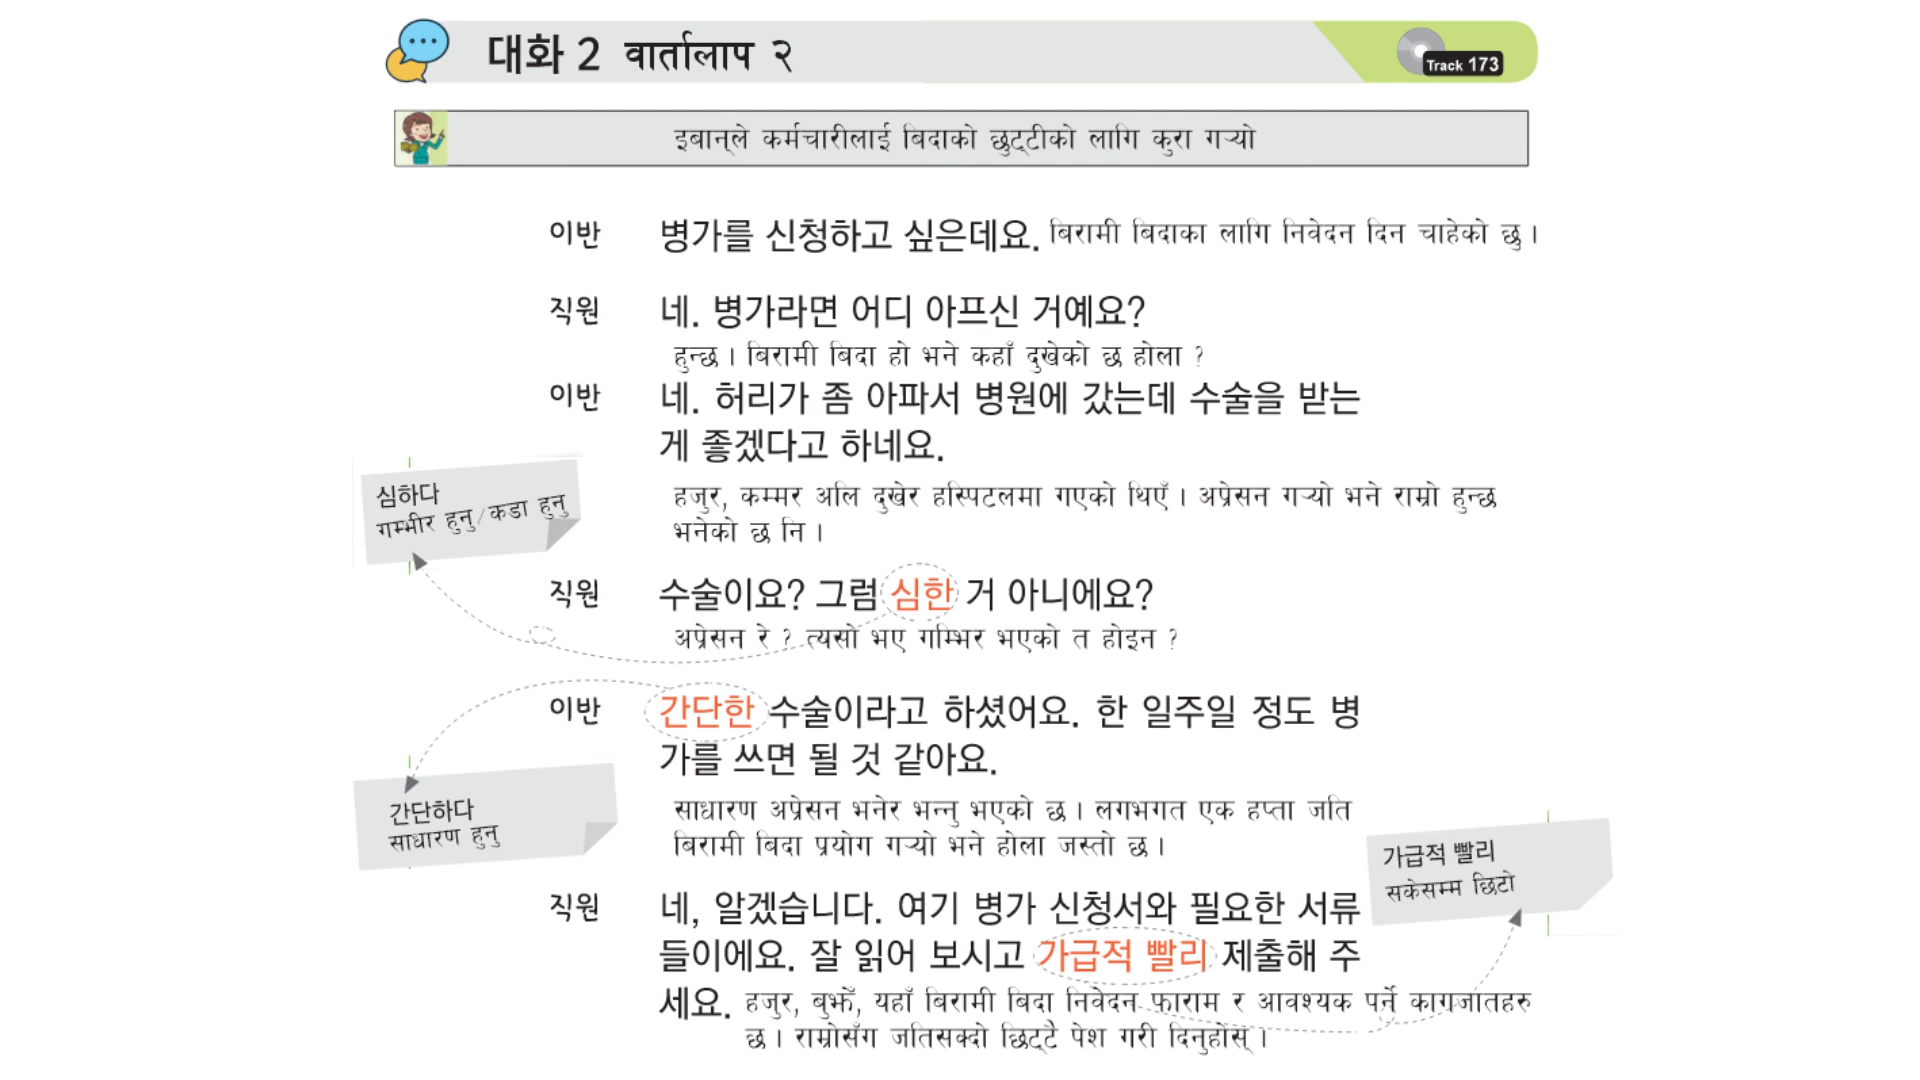 대화 2 वार्तालाप २
Track 173
इबान्‌ले कर्मचारीलाई बिदाको छुट्टीको लागि कुरा गर्‍यो
이반 병가를 신청하고 싶은데요. बिरामी बिदाका लागि निवेदन दिन चाहेको छु ।
직원 네. 병가라면 어디 아프신 거예요?
हुन्छ । बिरामी बिदा हो भने कहाँ दुखेको छ होला ?
이반 네. 허리가 좀 아파서 병원에 갔는데 수술을 받는
게 좋겠다고 하네요.
हजुर, कम्मर अलि दुखेर हस्पिटलमा गएको थिएँ । अप्रेसन गर्‍यो भने राम्रो हुन्छ
भनेको छ नि ।
심하다
गम्भीर हुनु/कडा हुनु
직원 수술이요? 그럼 심한 거 아니에요?
अप्रेसन रे ? त्यसो भए गम्भिर भएको त होइन ?
이반 간단한 수술이라고 하셨어요. 한 일주일 정도 병
가를 쓰면 될 것 같아요.
साधारण अप्रेसन भनेर भन्नु भएको छ । लगभगत एक हप्ता जति
बिरामी बिदा प्रयोग गर्‍यो भने होला जस्तो छ ।
간단하다
साधारण हुनु
가급적 빨리
सकेसम्म छिटो
직원 네, 알겠습니다. 여기 병가 신청서와 필요한 서류
들이에요. 잘 읽어 보시고 가급적 빨리 제출해 주
세요. हजुर, बुझेँ, यहाँ बिरामी बिदा निवेदन फाराम र आवश्यक पर्ने कागजातहरु
छ । राम्रोसँग जतिसक्दो छिट्टै पेश गरी दिनुहोस् ।